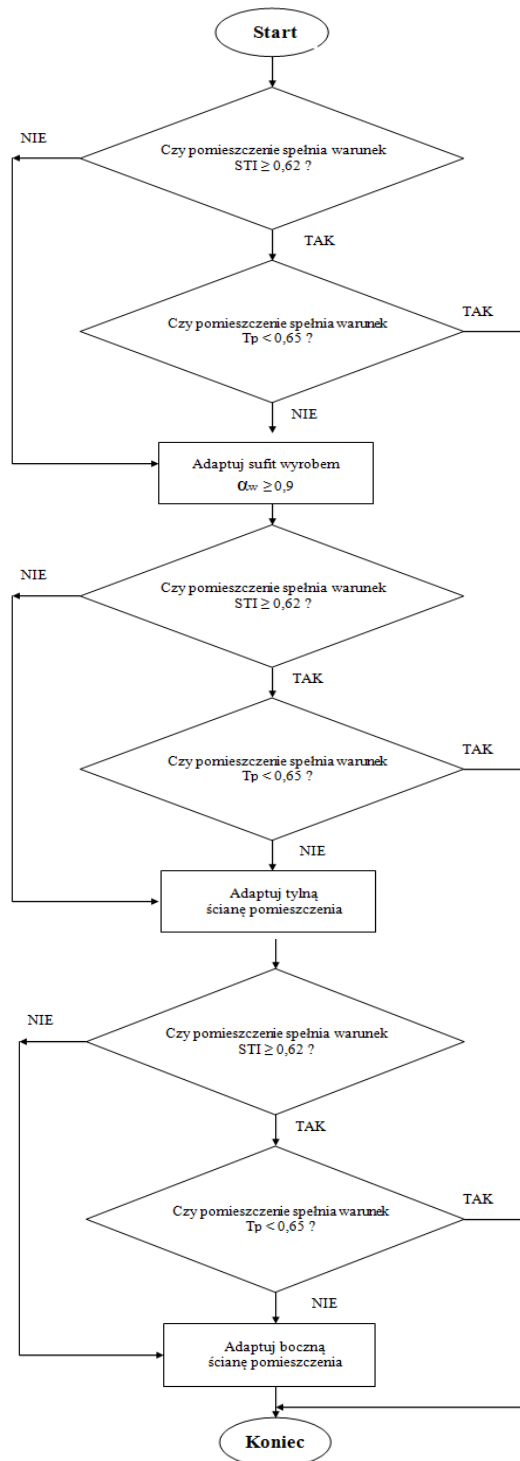 Start
NIE
Czy pomieszczenie spełnia warunek
STI ≥ 0,62 ?
TAK
Czy pomieszczenie spełnia warunek
Tp < 0,65 ?
TAK
NIE
Adaptuj sufit wyrobem
αw ≥ 0,9
NIE
Czy pomieszczenie spełnia warunek
STI ≥ 0,62 ?
TAK
Czy pomieszczenie spełnia warunek
Tp < 0,65 ?
TAK
NIE
Adaptuj tylną
ścianę pomieszczenia
NIE
Czy pomieszczenie spełnia warunek
STI ≥ 0,62 ?
TAK
Czy pomieszczenie spełnia warunek
Tp < 0,65 ?
TAK
NIE
Adaptuj boczną
ścianę pomieszczenia
Koniec